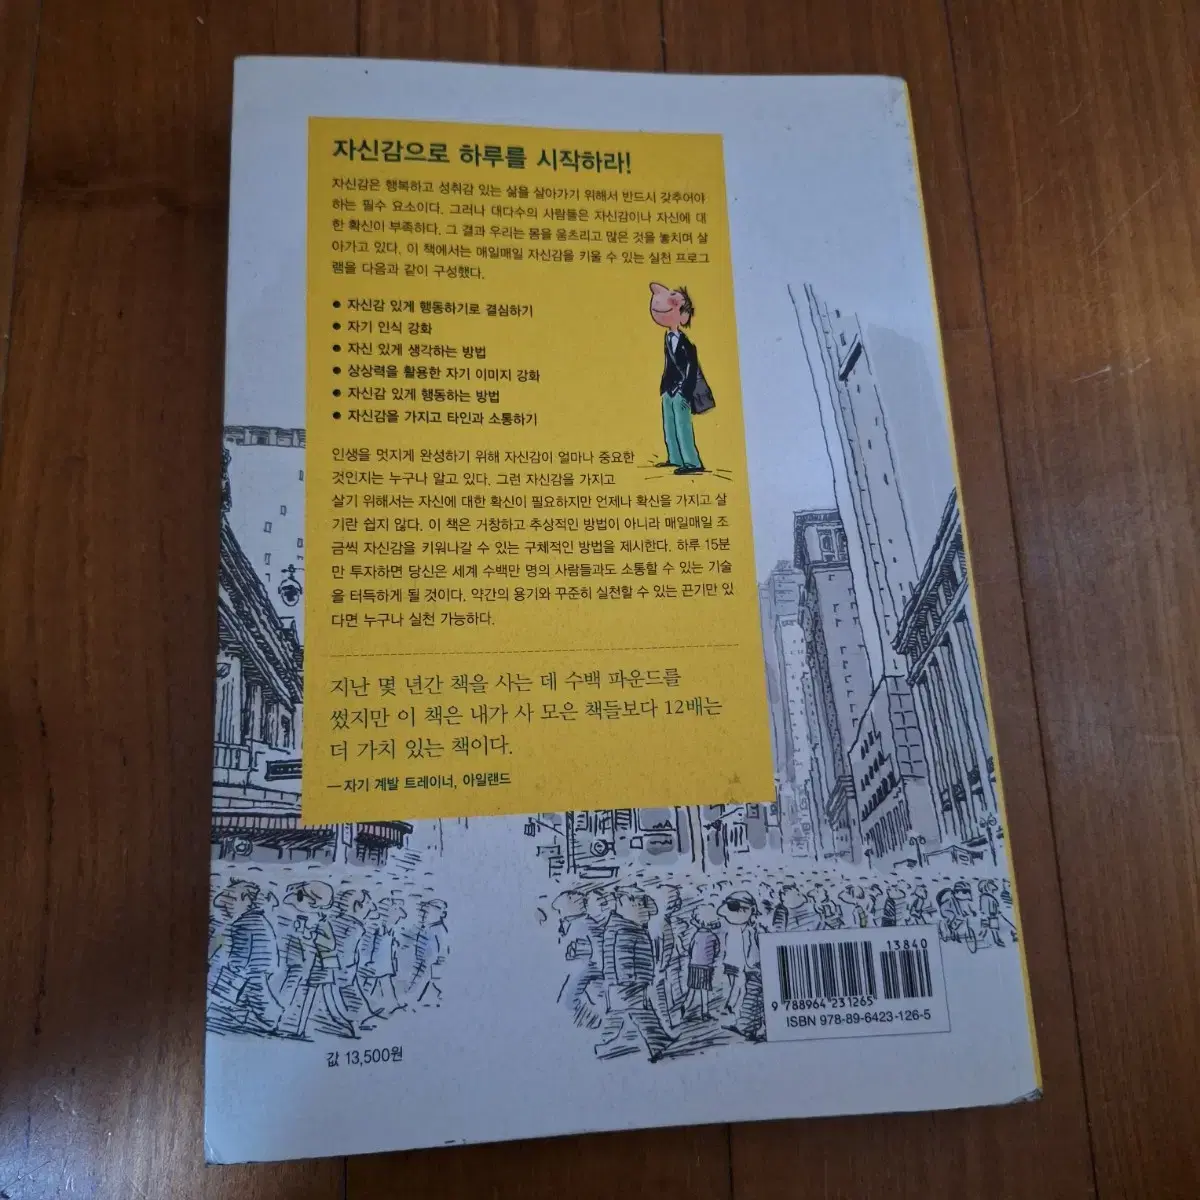 자신감으로 하루를 시작하라!
자신감은 행복하고 성취감 있는 삶을 살아가기 위해서 반드시 갖추어야
하는 필수 요소이다. 그러나 대다수의 사람들은 자신감이나 자신에 대
한 확신이 부족하다. 그 결과 우리는 몸을 움츠리고 많은 것을 놓치며 살
아가고 있다. 이 책에서는 매일매일 자신감을 키울 수 있는 실천 프로그
램을 다음과 같이 구성했다.
● 자신감 있게 행동하기로 결심하기
● 자기 인식 강화
● 자신 있게 생각하는 방법
● 상상력을 활용한 자기 이미지 강화
● 자신감 있게 행동하는 방법
● 자신감을 가지고 타인과 소통하기
인생을 멋지게 완성하기 위해 자신감이 얼마나 중요한
것인지는 누구나 알고 있다. 그런 자신감을 가지고
살기 위해서는 자신에 대한 확신이 필요하지만 언제나 확신을 가지고 살
기란 쉽지 않다. 이 책은 거창하고 추상적인 방법이 아니라 매일매일 조
금씩 자신감을 키워나갈 수 있는 구체적인 방법을 제시한다. 하루 15분
만 투자하면 당신은 세계 수백만 명의 사람들과도 소통할 수 있는 기술
을 터득하게 될 것이다. 약간의 용기와 꾸준히 실천할 수 있는 끈기만 있
다면 누구나 실천 가능하다.
지난 몇 년간 책을 사는 데 수백 파운드를
썼지만 이 책은 내가 사 모은 책들보다 12배는
더 가치 있는 책이다.
—자기 계발 트레이너, 아일랜드
13840
9 788964 231265
ISBN 978-89-6423-126-5
값 13,500원